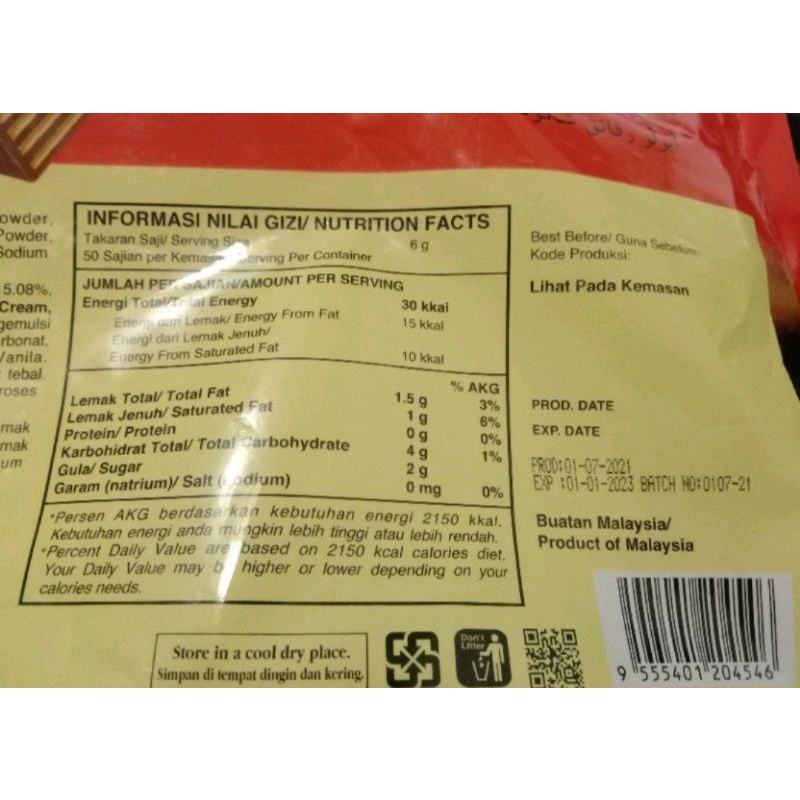 owder,
Powder,
Sodium
5.08%,
Cream,
gemulsi
rbonat,
Vanila.
tebal.
roses
mak
mak
um
INFORMASI NILAI GIZI/ NUTRITION FACTS
Takaran Saji/ Serving Size 6 g
50 Sajian per Kemasan/ Serving Per Container
JUMLAH PER SAJIAN/AMOUNT PER SERVING
Energi Total/Total Energy 30 kkal
Energi dari Lemak/ Energy From Fat 15 kkal
Energi dari Lemak Jenuh/
Energy From Saturated Fat 10 kkal
% AKG
Lemak Total/ Total Fat 1.5 g 3%
Lemak Jenuh/ Saturated Fat 1 g 6%
Protein/ Protein 0 g 0%
Karbohidrat Total/ Total Carbohydrate 4 g 1%
Gula/ Sugar 2 g
Garam (natrium)/ Salt (sodium) 0 mg 0%
*Persen AKG berdasarkan kebutuhan energi 2150 kkal.
Kebutuhan energi anda mungkin lebih tinggi atau lebih rendah.
*Percent Daily Value are based on 2150 kcal calories diet.
Your Daily Value may be higher or lower depending on your
calories needs.
Store in a cool dry place.
Simpan di tempat dingin dan kering.
Don't
Litter
Best Before/ Guna Sebelum:
Kode Produksi:
Lihat Pada Kemasan
PROD. DATE
EXP. DATE
PROD:01-07-2021
EXP :01-01-2023 BATCH NO:0107-21
Buatan Malaysia/
Product of Malaysia
9 555401 204546